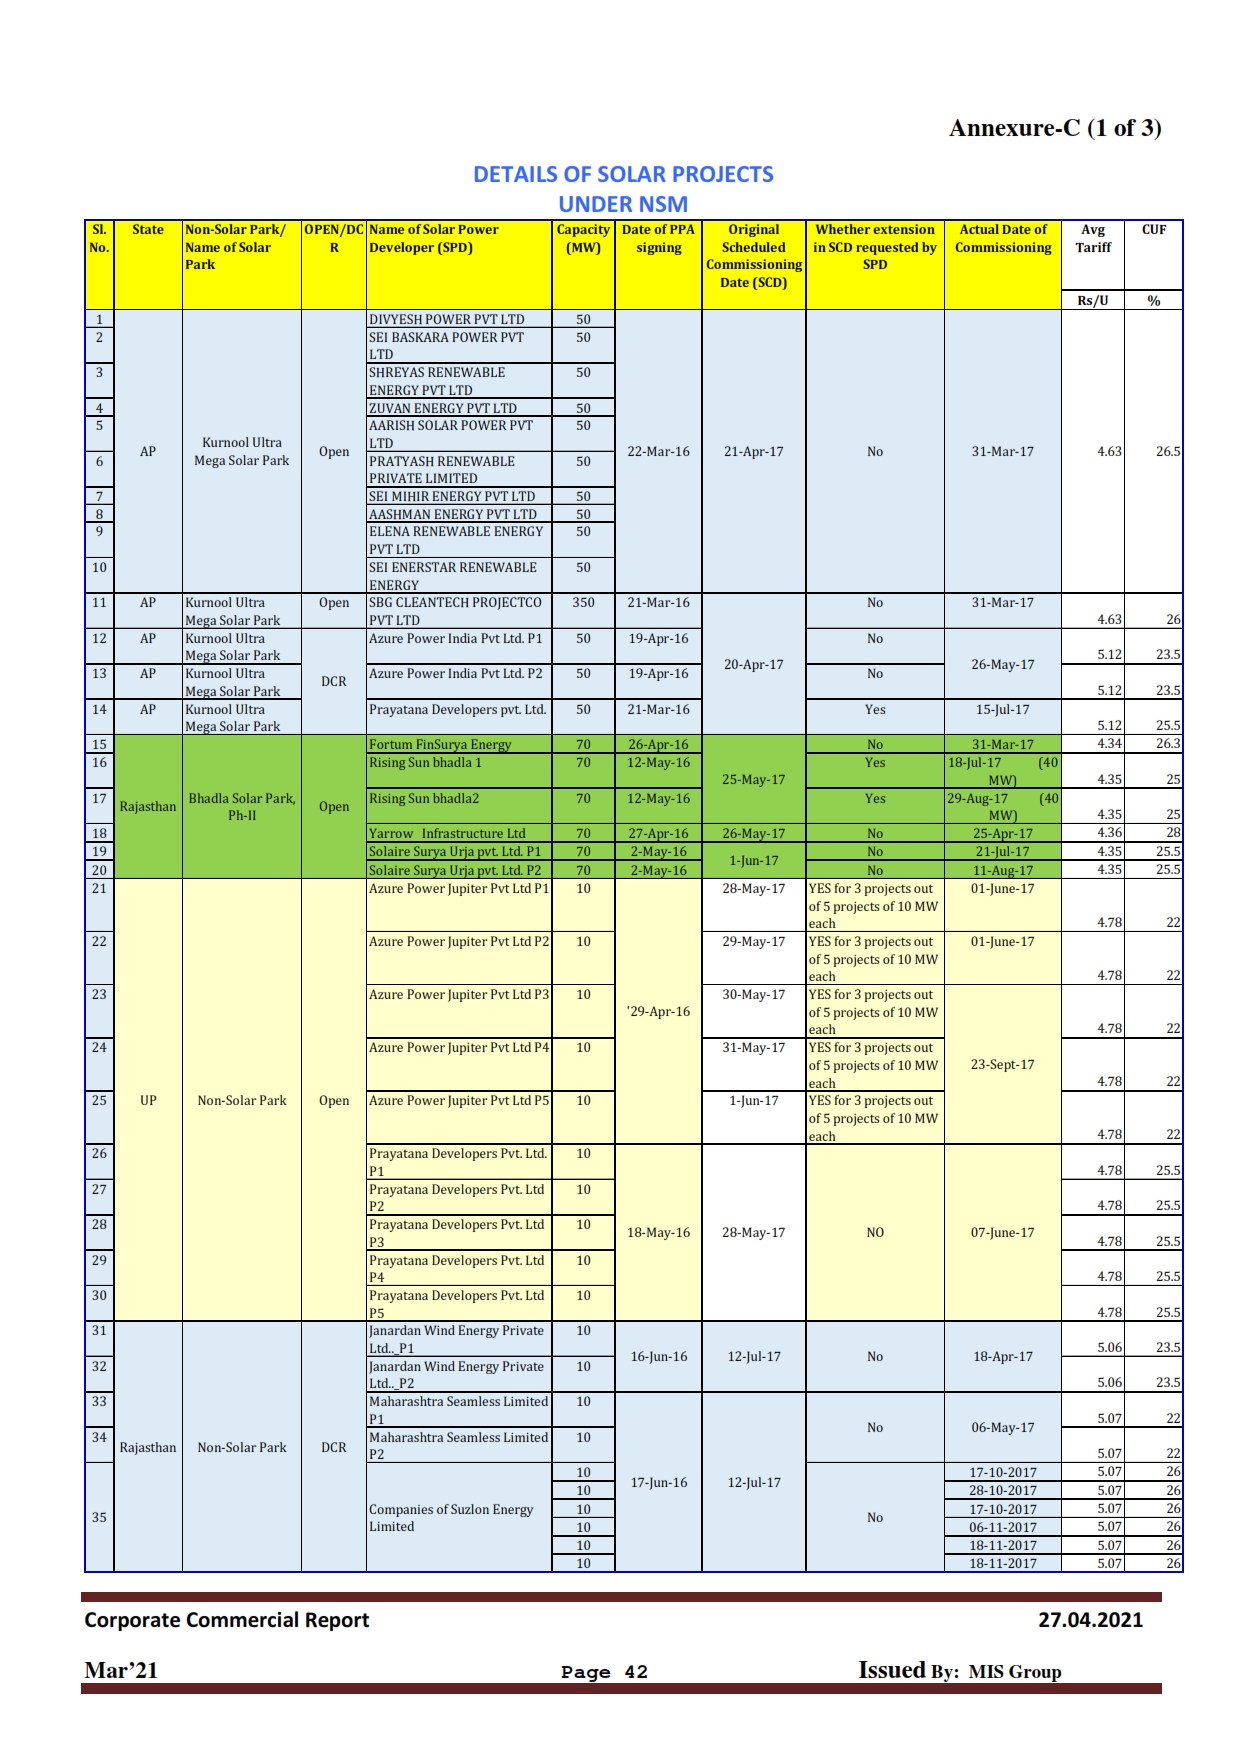 Annexure-C (1 of 3)
DETAILS OF SOLAR PROJECTS
UNDER NSM
Sl. State Non-Solar Park/ OPEN/DC Name of Solar Power Capacity Date of PPA Original Whether extension Actual Date of Avg CUF
No. Name of Solar R Developer (SPD) (MW) signing Scheduled in SCD requested by Commissioning Tariff
Park Commissioning SPD
Date (SCD)
Rs/U %
1 DIVYESH POWER PVT LTD 50
2 SEI BASKARA POWER PVT 50
LTD
3 SHREYAS RENEWABLE 50
ENERGY PVT LTD
4 ZUVAN ENERGY PVT LTD 50
5 AARISH SOLAR POWER PVT 50
LTD
AP Kurnool Ultra Mega Solar Park Open 22-Mar-16 21-Apr-17 No 31-Mar-17 4.63 26.5
6 PRATYASH RENEWABLE 50
PRIVATE LIMITED
7 SEI MIHIR ENERGY PVT LTD 50
8 AASHMAN ENERGY PVT LTD 50
9 ELENA RENEWABLE ENERGY 50
PVT LTD
10 SEI ENERSTAR RENEWABLE 50
ENERGY
11 AP Kurnool Ultra Open SBG CLEANTECH PROJECTCO 350 21-Mar-16 No 31-Mar-17
Mega Solar Park PVT LTD 4.63 26
12 AP Kurnool Ultra Azure Power India Pvt Ltd. P1 50 19-Apr-16 No
Mega Solar Park 5.12 23.5
20-Apr-17 26-May-17
13 AP Kurnool Ultra Azure Power India Pvt Ltd. P2 50 19-Apr-16 No
DCR
Mega Solar Park 5.12 23.5
14 AP Kurnool Ultra Prayatana Developers pvt. Ltd. 50 21-Mar-16 Yes 15-Jul-17
Mega Solar Park 5.12 25.5
15 Fortum FinSurya Energy 70 26-Apr-16 No 31-Mar-17 4.34 26.3
16 Rising Sun bhadla 1 70 12-May-16 Yes 18-Jul-17 (40
25-May-17 MW) 4.35 25
17 Rising Sun bhadla2 70 12-May-16 Yes 29-Aug-17 (40
Rajasthan Bhadla Solar Park, Ph-II Open
MW) 4.35 25
18 Yarrow Infrastructure Ltd 70 27-Apr-16 26-May-17 No 25-Apr-17 4.36 28
19 Solaire Surya Urja pvt. Ltd. P1 70 2-May-16 No 21-Jul-17 4.35 25.5
1-Jun-17
20 Solaire Surya Urja pvt. Ltd. P2 70 2-May-16 No 11-Aug-17 4.35 25.5
21 Azure Power Jupiter Pvt Ltd P1 10 28-May-17 YES for 3 projects out 01-June-17
of 5 projects of 10 MW
each 4.78 22
22 Azure Power Jupiter Pvt Ltd P2 10 29-May-17 YES for 3 projects out 01-June-17
of 5 projects of 10 MW
each 4.78 22
23 Azure Power Jupiter Pvt Ltd P3 10 30-May-17 YES for 3 projects out
'29-Apr-16 of 5 projects of 10 MW
each 4.78 22
24 Azure Power Jupiter Pvt Ltd P4 10 31-May-17 YES for 3 projects out
of 5 projects of 10 MW 23-Sept-17
each 4.78 22
25 UP Non-Solar Park Open Azure Power Jupiter Pvt Ltd P5 10 1-Jun-17 YES for 3 projects out
of 5 projects of 10 MW
each 4.78 22
26 Prayatana Developers Pvt. Ltd. 10
P1 4.78 25.5
27 Prayatana Developers Pvt. Ltd 10
P2 4.78 25.5
28 Prayatana Developers Pvt. Ltd 10
18-May-16 28-May-17 NO 07-June-17
P3 4.78 25.5
29 Prayatana Developers Pvt. Ltd 10
P4 4.78 25.5
30 Prayatana Developers Pvt. Ltd 10
P5 4.78 25.5
31 Janardan Wind Energy Private 10
Ltd.._P1 5.06 23.5
16-Jun-16 12-Jul-17 No 18-Apr-17
32 Janardan Wind Energy Private 10
Ltd.._P2 5.06 23.5
33 Maharashtra Seamless Limited 10
P1 5.07 22
No 06-May-17
34 Maharashtra Seamless Limited 10
Rajasthan Non-Solar Park DCR
P2 5.07 22
10 17-10-2017 5.07 26
17-Jun-16 12-Jul-17
10 28-10-2017 5.07 26
Companies of Suzlon Energy 10 17-10-2017 5.07 26
35 Limited No
10 06-11-2017 5.07 26
10 18-11-2017 5.07 26
10 18-11-2017 5.07 26
Corporate Commercial Report 27.04.2021
Mar’21 Page 42 Issued By: MIS Group